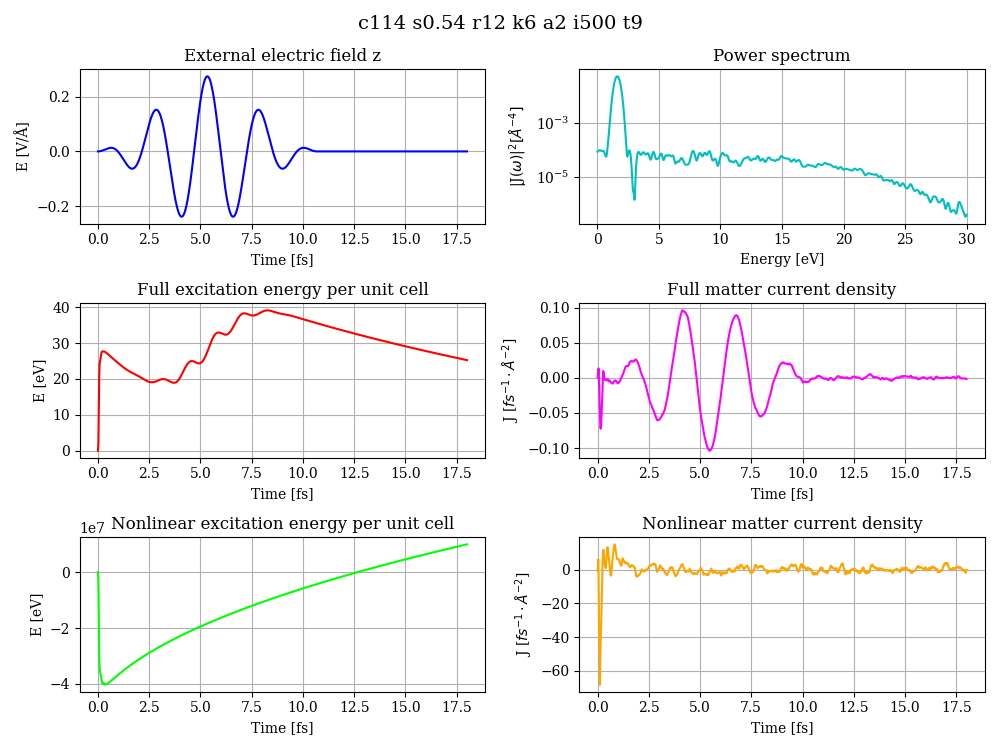 c114 s0.54 r12 k6 a2 i500 t9
External electric field z
E [V/Å]
0.2
0.0
−0.2
0.0 2.5 5.0 7.5 10.0 12.5 15.0 17.5
Time [fs]
Power spectrum
|J(ω)|²[Å⁻⁴]
10⁻³
10⁻⁵
0 5 10 15 20 25 30
Energy [eV]
Full excitation energy per unit cell
E [eV]
40
30
20
10
0
0.0 2.5 5.0 7.5 10.0 12.5 15.0 17.5
Time [fs]
Full matter current density
J [fs⁻¹ · Å⁻²]
0.10
0.05
0.00
−0.05
−0.10
0.0 2.5 5.0 7.5 10.0 12.5 15.0 17.5
Time [fs]
1e7 Nonlinear excitation energy per unit cell
E [eV]
0
−2
−4
0.0 2.5 5.0 7.5 10.0 12.5 15.0 17.5
Time [fs]
Nonlinear matter current density
J [fs⁻¹ · Å⁻²]
0
−20
−40
−60
0.0 2.5 5.0 7.5 10.0 12.5 15.0 17.5
Time [fs]